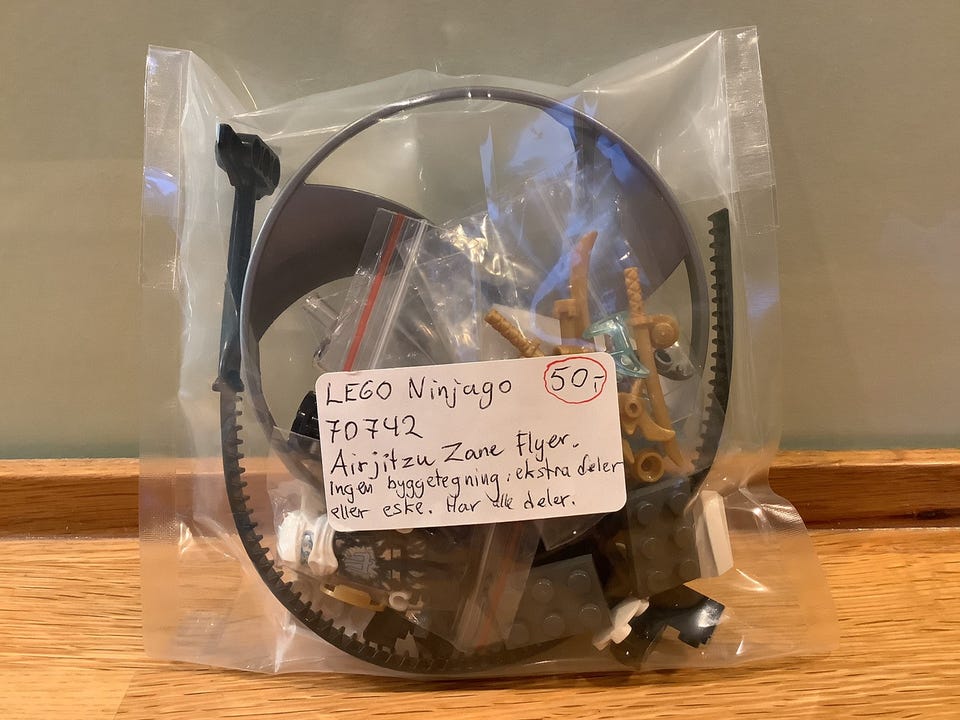 LEGO Ninjago 50,-
70742
Airjitzu Zane Flyer.
Ingen byggetegning, ekstra deler
eller eske. Har alle deler.